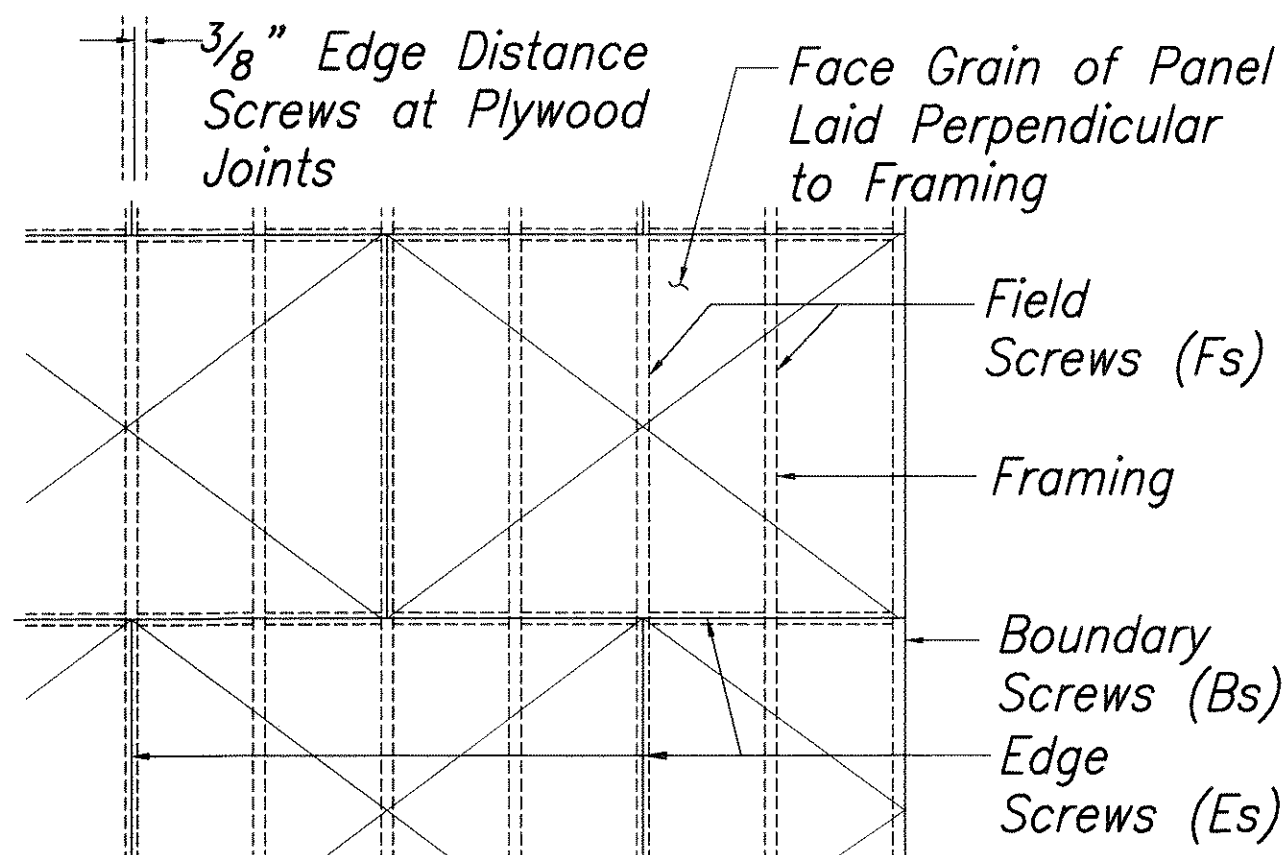 3/8" Edge Distance
Screws at Plywood
Joints
Face Grain of Panel
Laid Perpendicular
to Framing
Field
Screws (Fs)
Framing
Boundary
Screws (Bs)
Edge
Screws (Es)